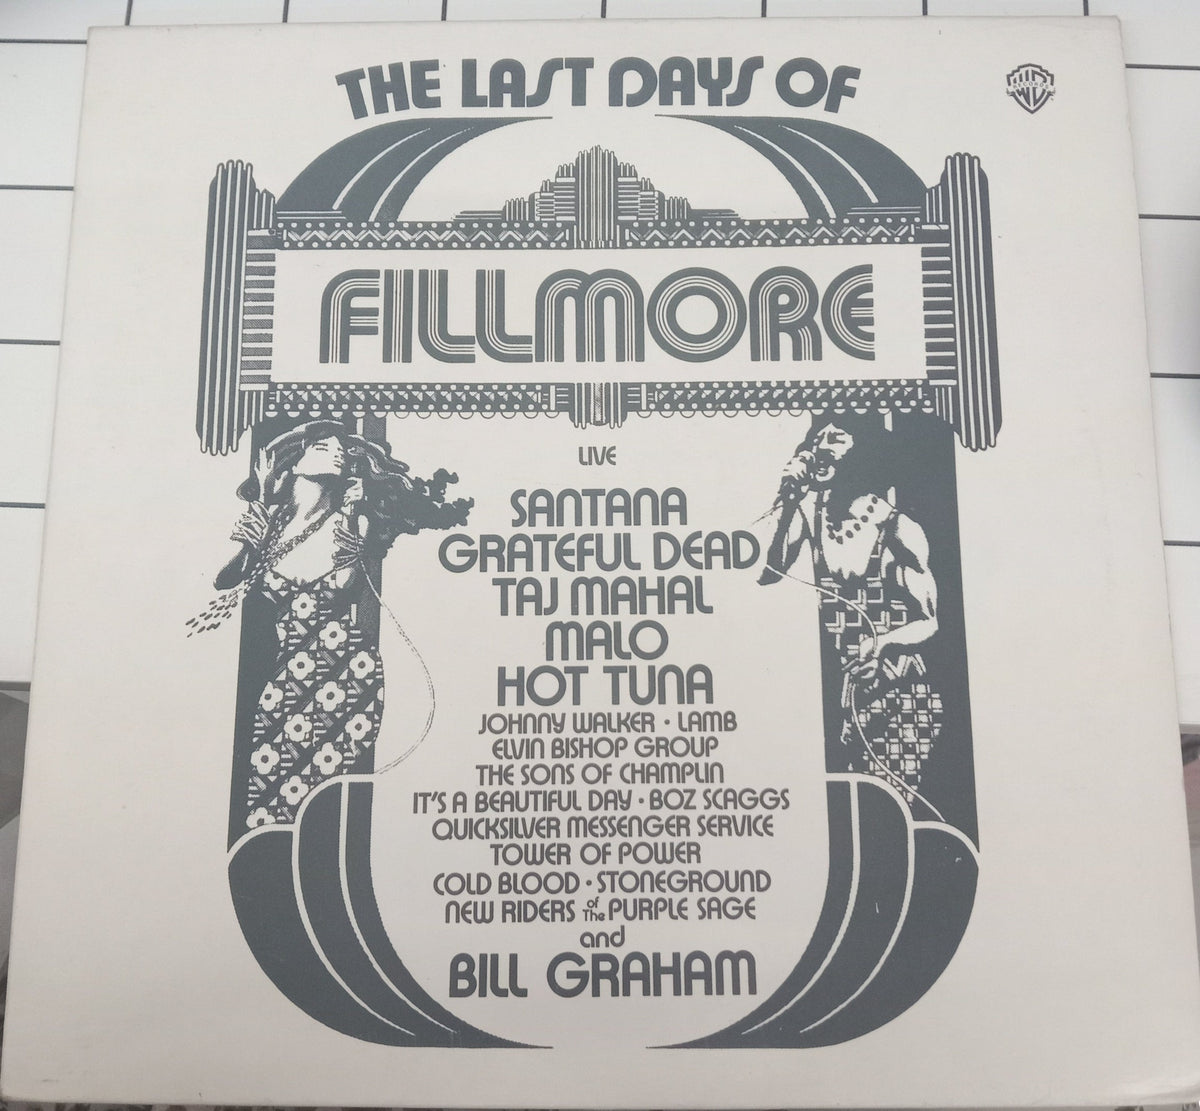 THE LAST DAYS OF
WB
RECORDS
FILLMORE
LIVE
SANTANA
GRATEFUL DEAD
TAJ MAHAL
MALO
HOT TUNA
JOHNNY WALKER · LAMB
ELVIN BISHOP GROUP
THE SONS OF CHAMPLIN
IT'S A BEAUTIFUL DAY · BOZ SCAGGS
QUICKSILVER MESSENGER SERVICE
TOWER OF POWER
COLD BLOOD · STONEGROUND
NEW RIDERS of The PURPLE SAGE
and
BILL GRAHAM